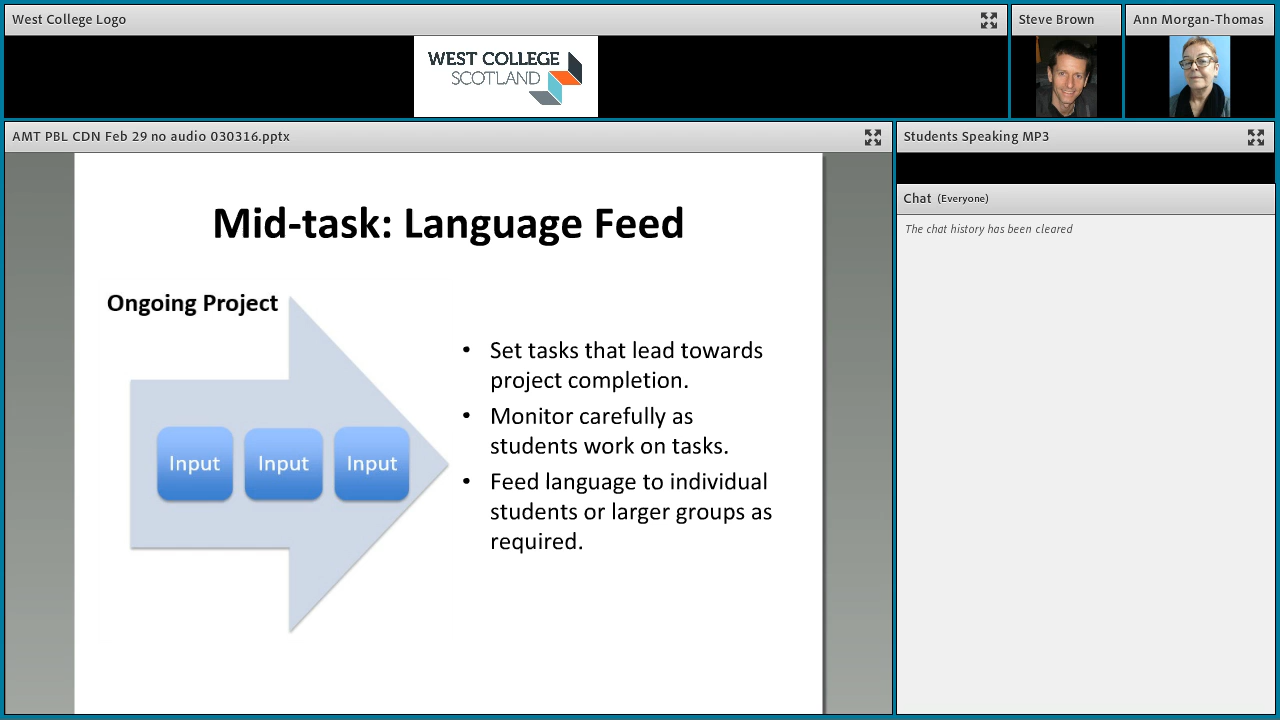 West College Logo
Steve Brown
Ann Morgan-Thomas
WEST COLLEGE
SCOTLAND
AMT PBL CDN Feb 29 no audio 030316.pptx
Students Speaking MP3
Chat (Everyone)
The chat history has been cleared
Mid-task: Language Feed
Ongoing Project
Input Input Input
• Set tasks that lead towards
project completion.
• Monitor carefully as
students work on tasks.
• Feed language to individual
students or larger groups as
required.